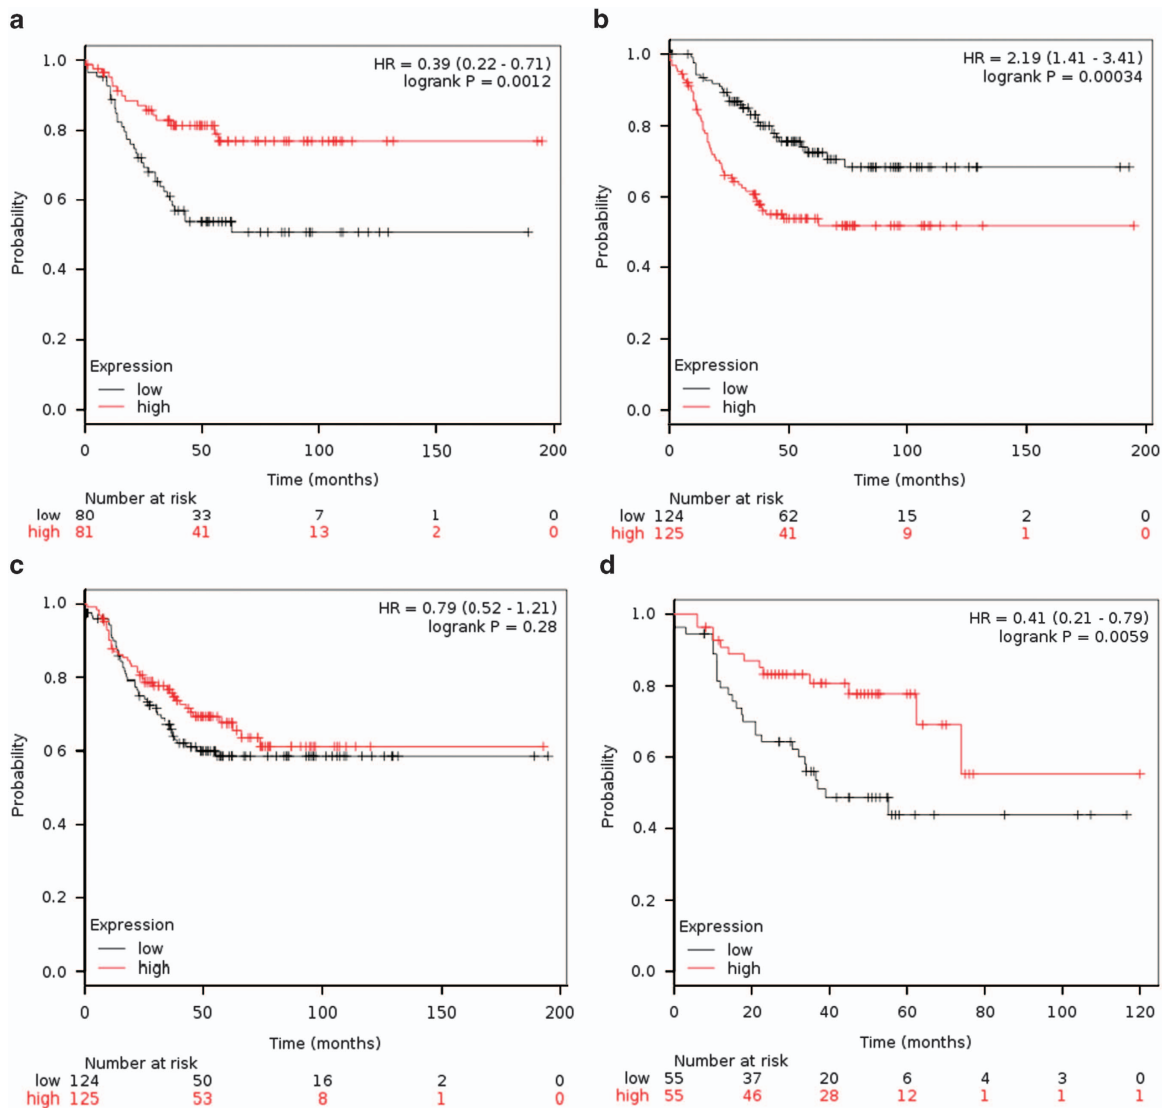 a
HR = 0.39 (0.22 - 0.71)
logrank P = 0.0012
Probability
1.0
0.8
0.6
0.4
0.2
0.0
Expression
low
high
0 50 100 150 200
Time (months)
Number at risk
low 80 33 7 1 0
high 81 41 13 2 0
b
HR = 2.19 (1.41 - 3.41)
logrank P = 0.00034
Probability
1.0
0.8
0.6
0.4
0.2
0.0
Expression
low
high
0 50 100 150 200
Time (months)
Number at risk
low 124 62 15 2 0
high 125 41 9 1 0
c
HR = 0.79 (0.52 - 1.21)
logrank P = 0.28
Probability
1.0
0.8
0.6
0.4
0.2
0.0
Expression
low
high
0 50 100 150 200
Time (months)
Number at risk
low 124 50 16 2 0
high 125 53 8 1 0
d
HR = 0.41 (0.21 - 0.79)
logrank P = 0.0059
Probability
1.0
0.8
0.6
0.4
0.2
0.0
Expression
low
high
0 20 40 60 80 100 120
Time (months)
Number at risk
low 55 37 20 6 4 3 0
high 55 46 28 12 1 1 1